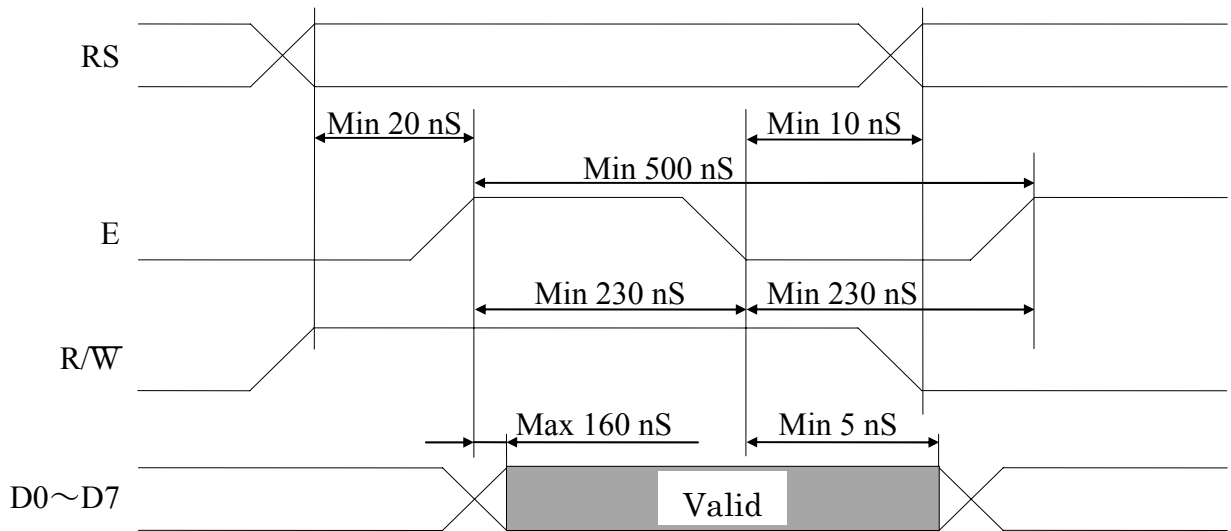 RS
Min 20 nS
Min 10 nS
Min 500 nS
E
Min 230 nS
Min 230 nS
R/W̅
Max 160 nS
Min 5 nS
D0～D7
Valid